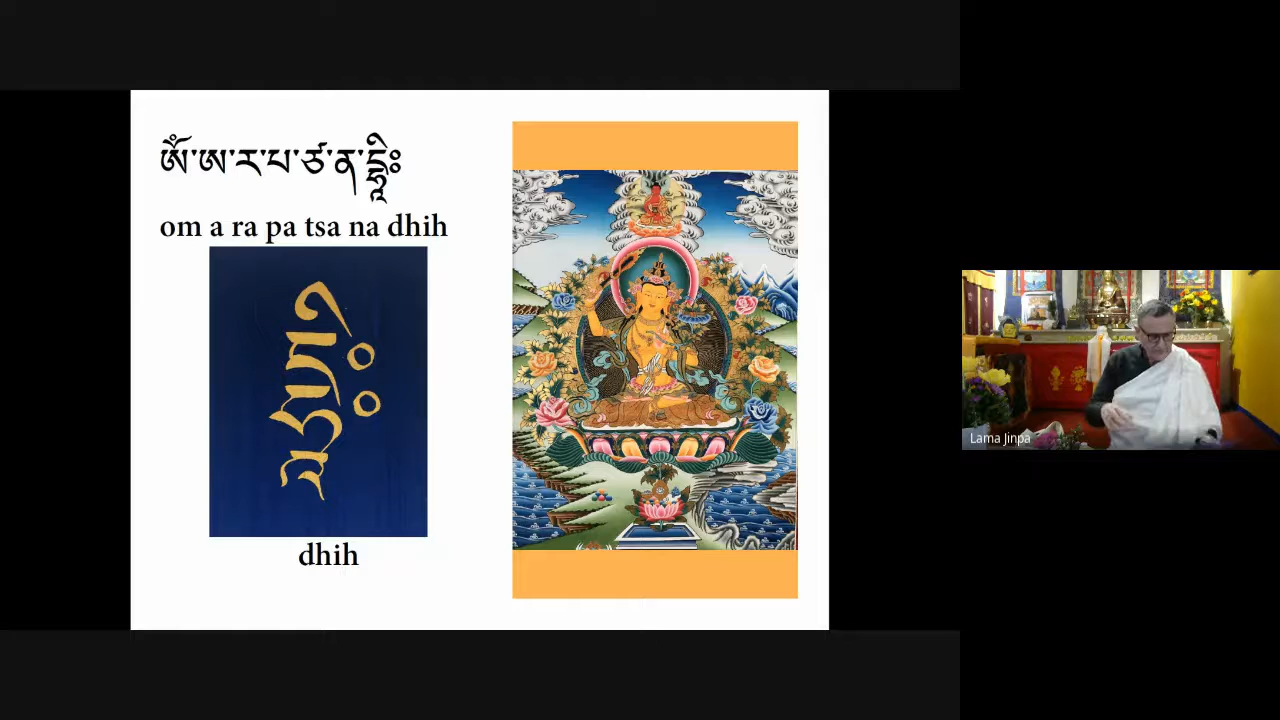 ༀ་ཨ་ར་པ་ཙ་ན་དྷཱིཿ
om a ra pa tsa na dhih
དྷཱིཿ
dhih
Lama Jinpa